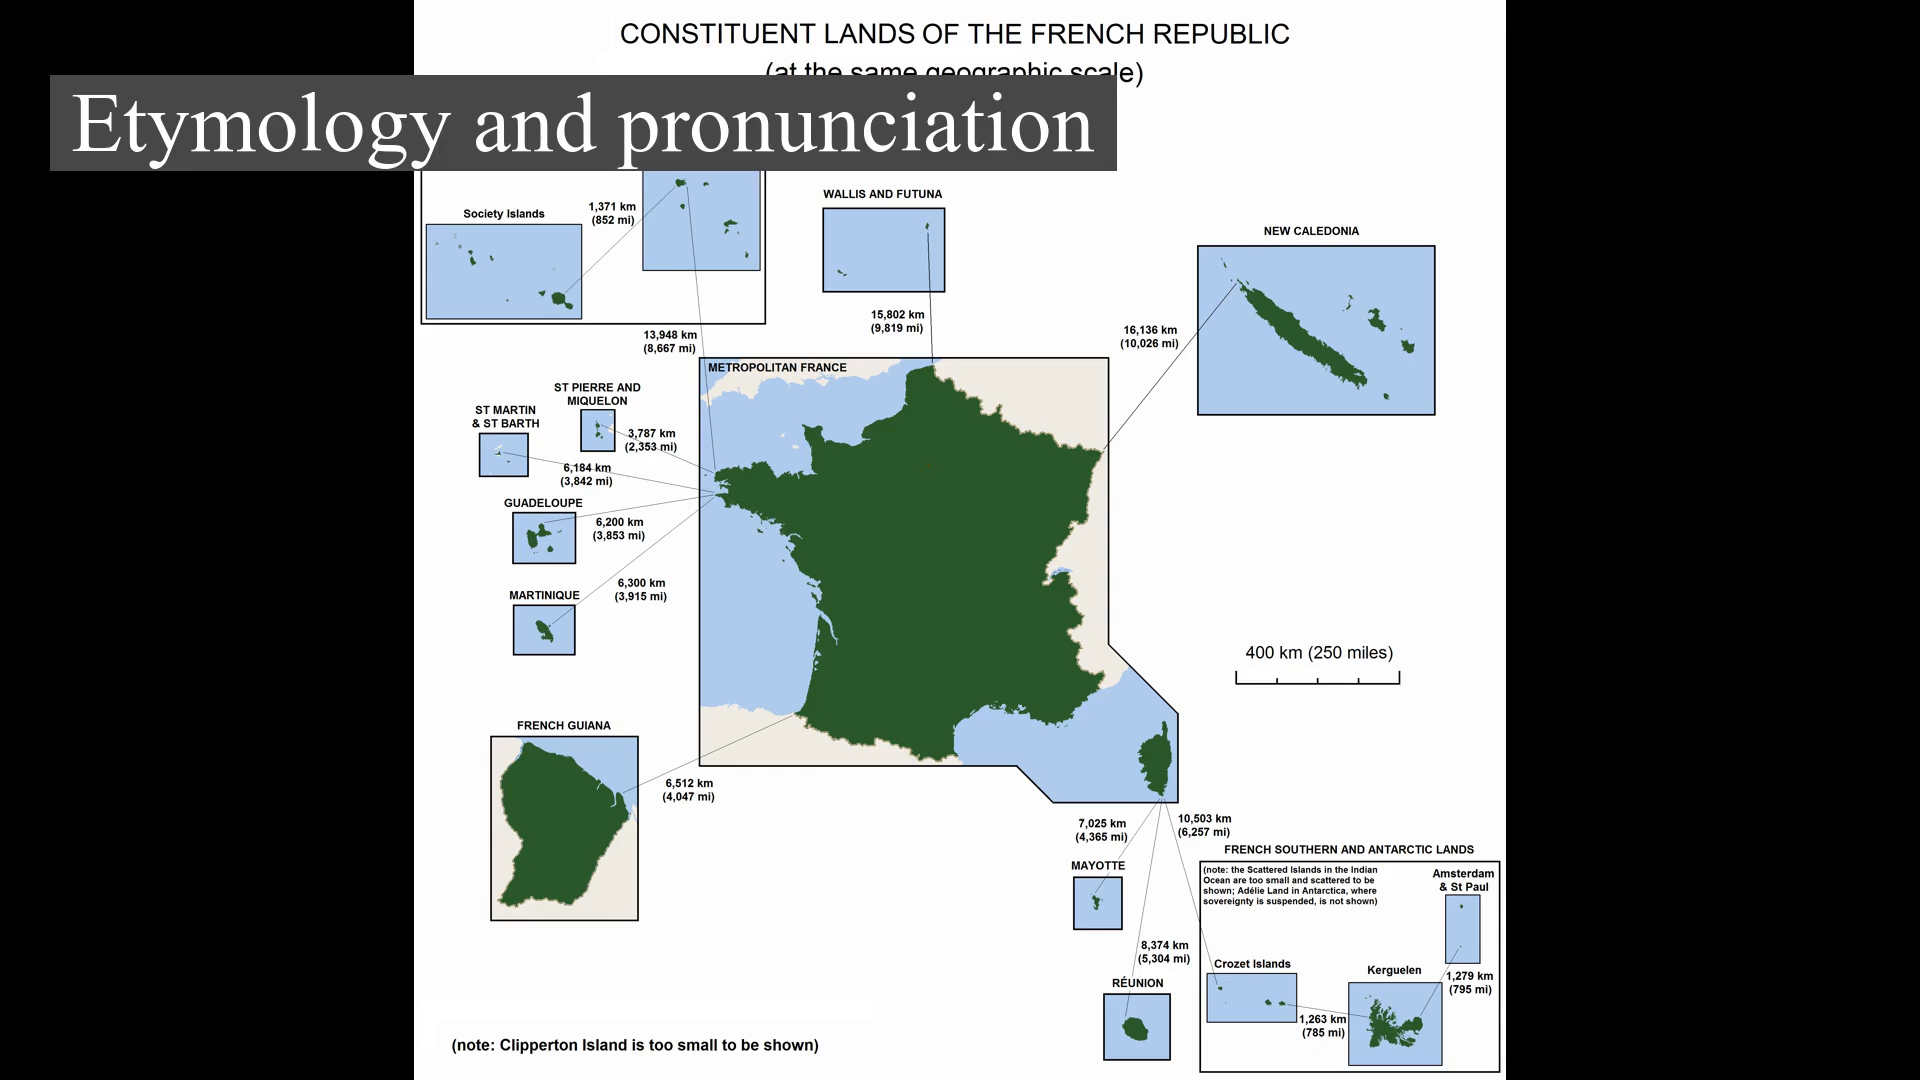 CONSTITUENT LANDS OF THE FRENCH REPUBLIC
(at the same geographic scale)
Etymology and pronunciation
WALLIS AND FUTUNA
Society Islands
1,371 km
(852 mi)
NEW CALEDONIA
15,802 km
(9,819 mi)
16,136 km
(10,026 mi)
13,948 km
(8,667 mi)
METROPOLITAN FRANCE
ST PIERRE AND
MIQUELON
ST MARTIN
& ST BARTH
3,787 km
(2,353 mi)
6,184 km
(3,842 mi)
GUADELOUPE
6,200 km
(3,853 mi)
6,300 km
(3,915 mi)
MARTINIQUE
400 km (250 miles)
FRENCH GUIANA
6,512 km
(4,047 mi)
7,025 km
(4,365 mi)
10,503 km
(6,257 mi)
MAYOTTE
FRENCH SOUTHERN AND ANTARCTIC LANDS
(note: the Scattered Islands in the Indian
Ocean are too small and scattered to be
shown; Adélie Land in Antarctica, where
sovereignty is suspended, is not shown)
Amsterdam
& St Paul
8,374 km
(5,304 mi)
RÉUNION
Crozet Islands
Kerguelen
1,279 km
(795 mi)
1,263 km
(785 mi)
(note: Clipperton Island is too small to be shown)